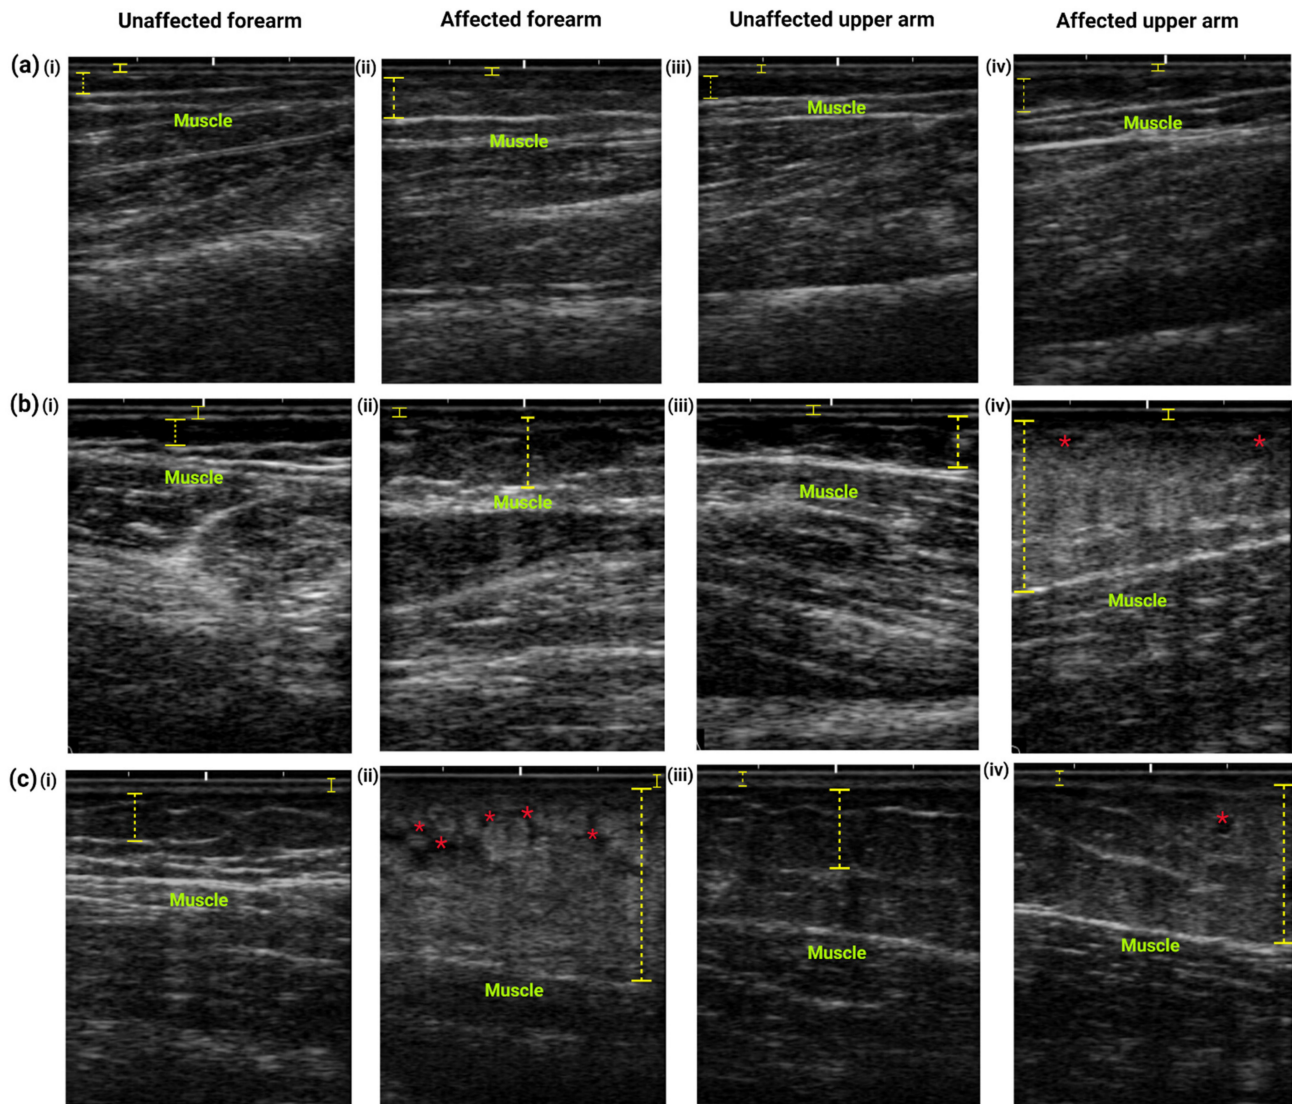 Unaffected forearm Affected forearm Unaffected upper arm Affected upper arm
(a) (i) (ii) (iii) (iv)
Muscle Muscle Muscle Muscle
(b) (i) (ii) (iii) (iv)
* *
Muscle Muscle Muscle Muscle
(c) (i) (ii) (iii) (iv)
* * * * * *
Muscle Muscle Muscle Muscle